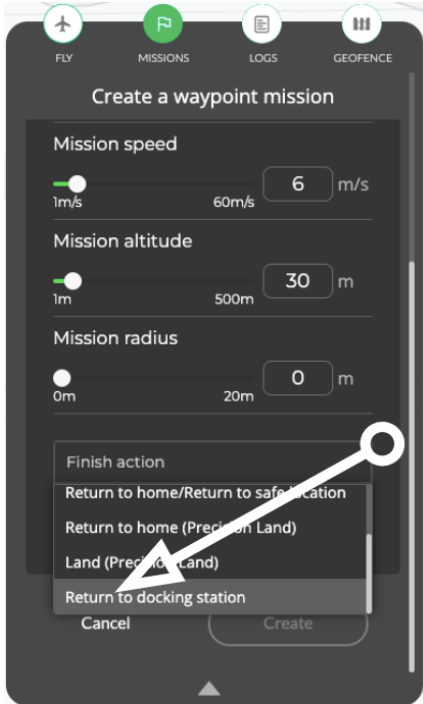 FLY MISSIONS LOGS GEOFENCE
Create a waypoint mission
Mission speed
6 m/s
1m/s 60m/s
Mission altitude
30 m
1m 500m
Mission radius
0 m
0m 20m
Finish action
Return to home/Return to safe location
Return to home (Precision Land)
Land (Precision Land)
Return to docking station
Cancel Create